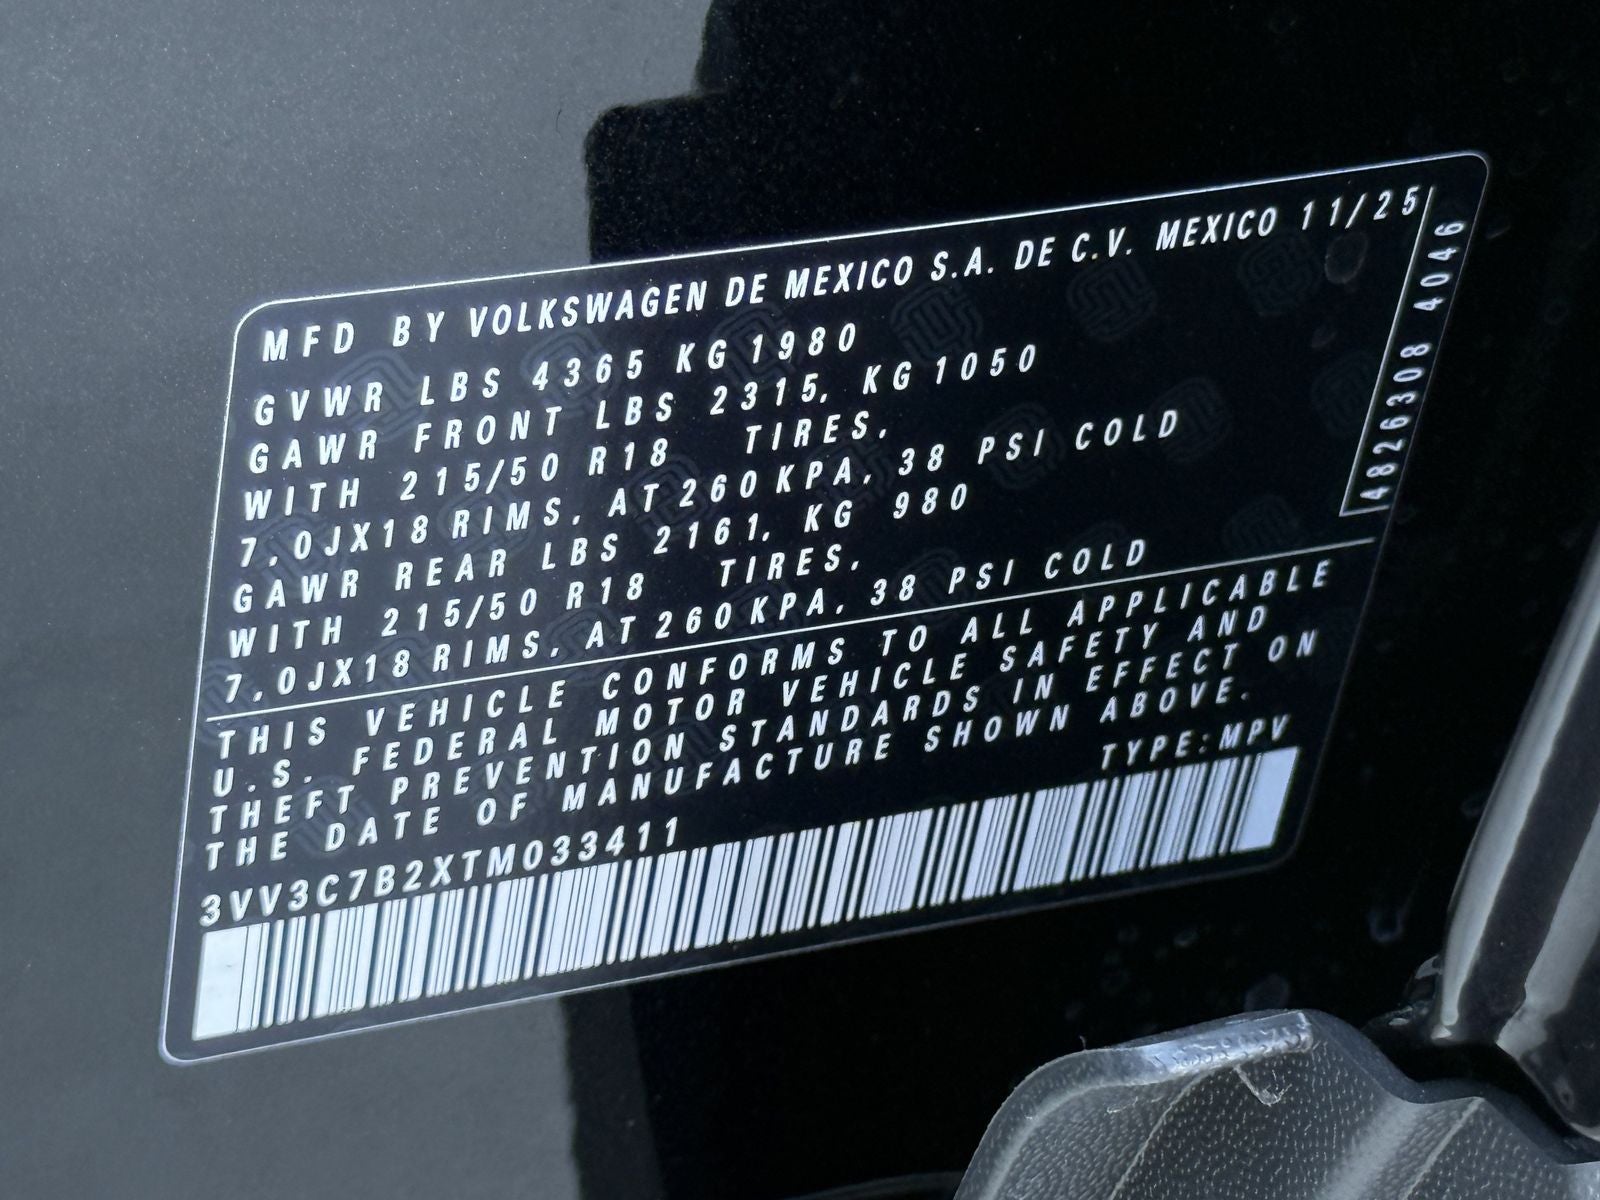 MFD BY VOLKSWAGEN DE MEXICO S.A. DE C.V. MEXICO 11/25
GVWR LBS 4365 KG 1980
GAWR FRONT LBS 2315, KG 1050
WITH 215/50 R18 TIRES,
7,0JX18 RIMS, AT 260 KPA, 38 PSI COLD
GAWR REAR LBS 2161, KG 980
WITH 215/50 R18 TIRES,
7,0JX18 RIMS, AT 260 KPA, 38 PSI COLD
THIS VEHICLE CONFORMS TO ALL APPLICABLE
U.S. FEDERAL MOTOR VEHICLE SAFETY AND
THEFT PREVENTION STANDARDS IN EFFECT ON
THE DATE OF MANUFACTURE SHOWN ABOVE.
TYPE:MPV
3VV3C7B2XTM033411
4826308 4046